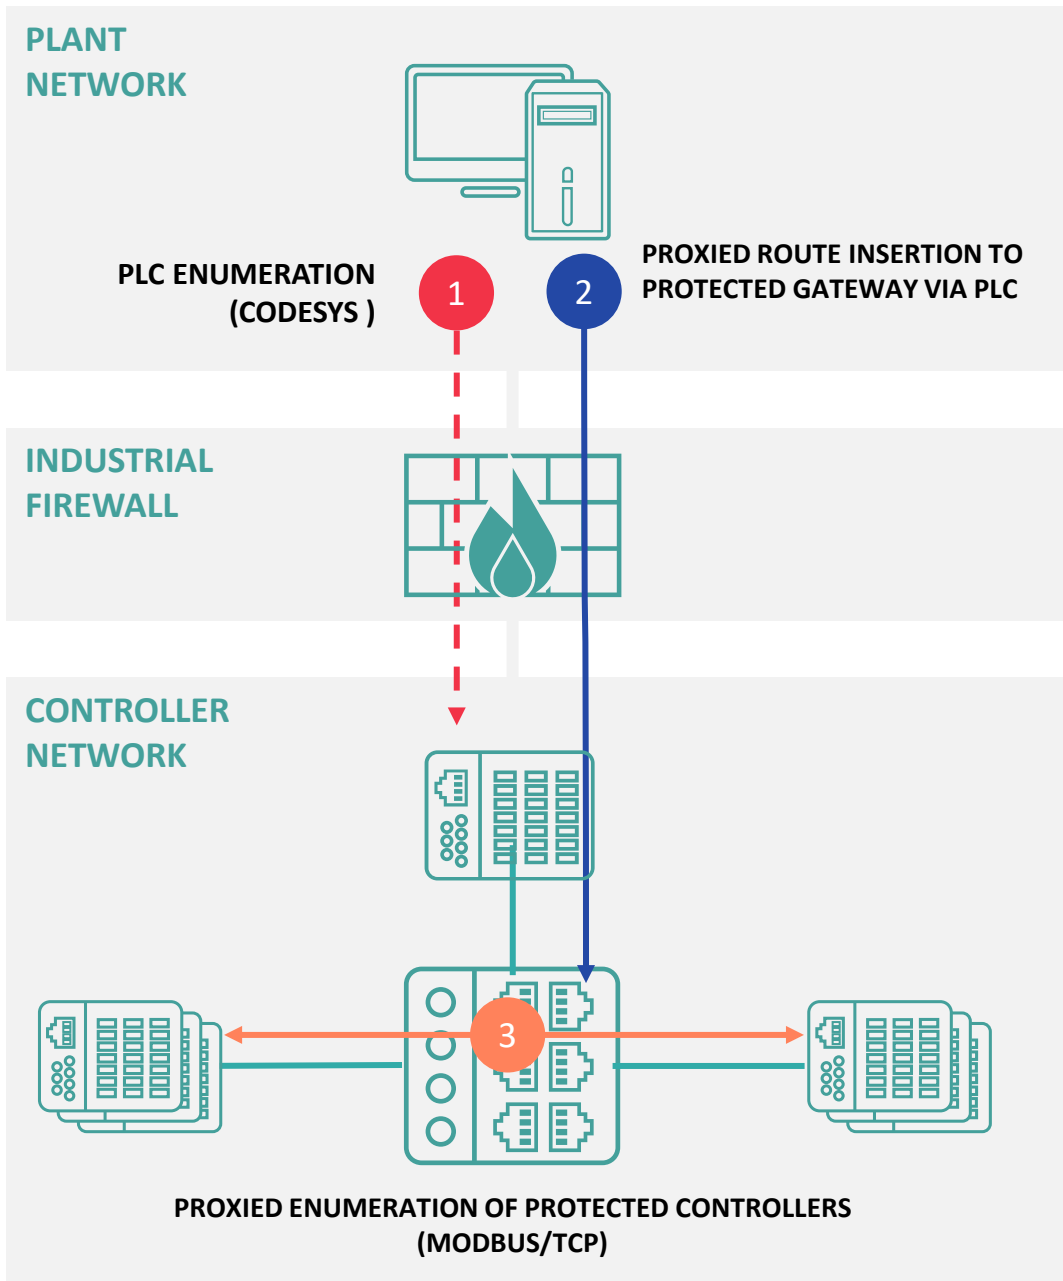 PLANT
NETWORK
PLC ENUMERATION
(CODESYS )
1
2
PROXIED ROUTE INSERTION TO
PROTECTED GATEWAY VIA PLC
INDUSTRIAL
FIREWALL
CONTROLLER
NETWORK
3
PROXIED ENUMERATION OF PROTECTED CONTROLLERS
(MODBUS/TCP)